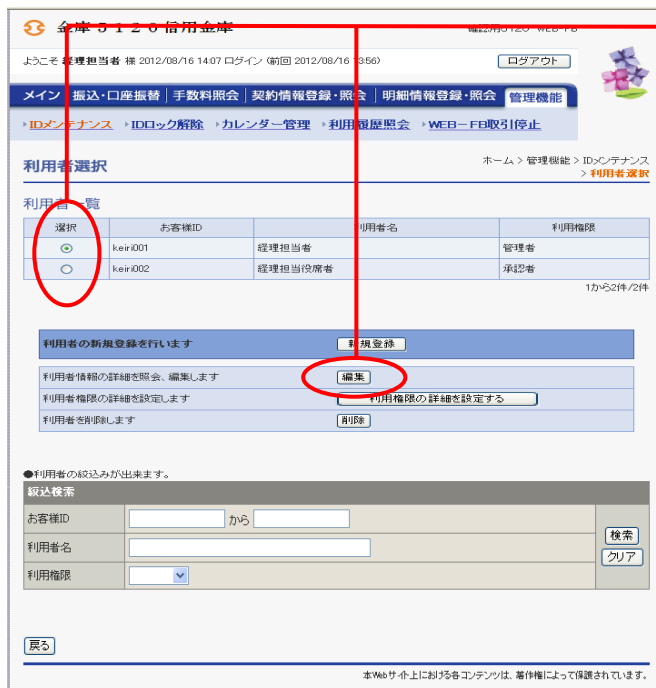 金庫5120信用金庫
確認用5120 WEB-FB
ようこそ 経理担当者 様 2012/08/16 14:07 ログイン (前回 2012/08/16 13:56)
ログアウト
メイン 振込・口座振替 手数料照会 契約情報登録・照会 明細情報登録・照会 管理機能
IDメンテナンス IDロック解除 カレンダー管理 利用履歴照会 WEB-FB取引停止
利用者選択
ホーム > 管理機能 > IDメンテナンス
> 利用者選択
利用者一覧
選択 お客様ID 利用者名 利用権限
keiri001 経理担当者 管理者
keiri002 経理担当役席者 承認者
1から2件/2件
利用者の新規登録を行います 新規登録
利用者情報の詳細を照会、編集します 編集
利用者権限の詳細を設定します 利用権限の詳細を設定する
利用者を削除します 削除
●利用者の絞込みが出来ます。
絞込検索
お客様ID から
利用者名
利用権限
検索
クリア
戻る
本Webサイト上における各コンテンツは、著作権によって保護されています。